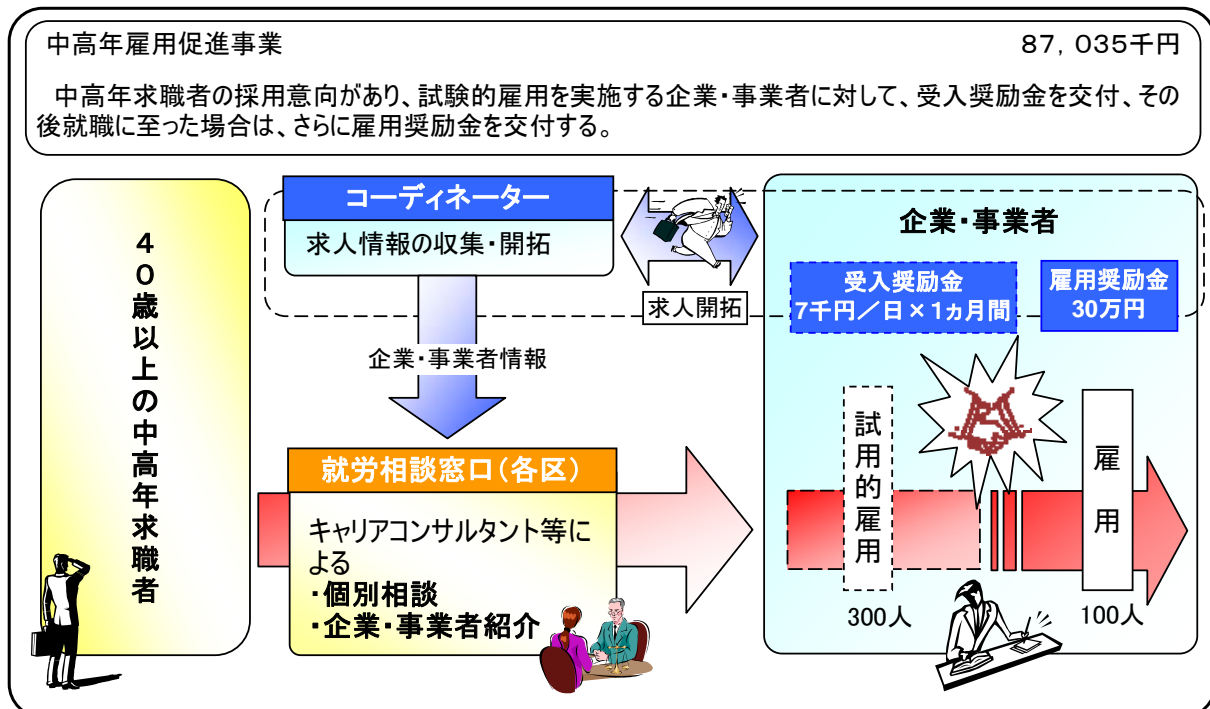 中高年雇用促進事業 87,035千円
中高年求職者の採用意向があり、試験的雇用を実施する企業・事業者に対して、受入奨励金を交付、その
後就職に至った場合は、さらに雇用奨励金を交付する。
40歳以上の中高年求職者
コーディネーター
求人情報の収集・開拓
求人開拓
企業・事業者情報
就労相談窓口(各区)
キャリアコンサルタント等に
よる
・個別相談
・企業・事業者紹介
企業・事業者
受入奨励金
7千円/日×1ヵ月間
雇用奨励金
30万円
試用的雇用
300人
雇用
100人